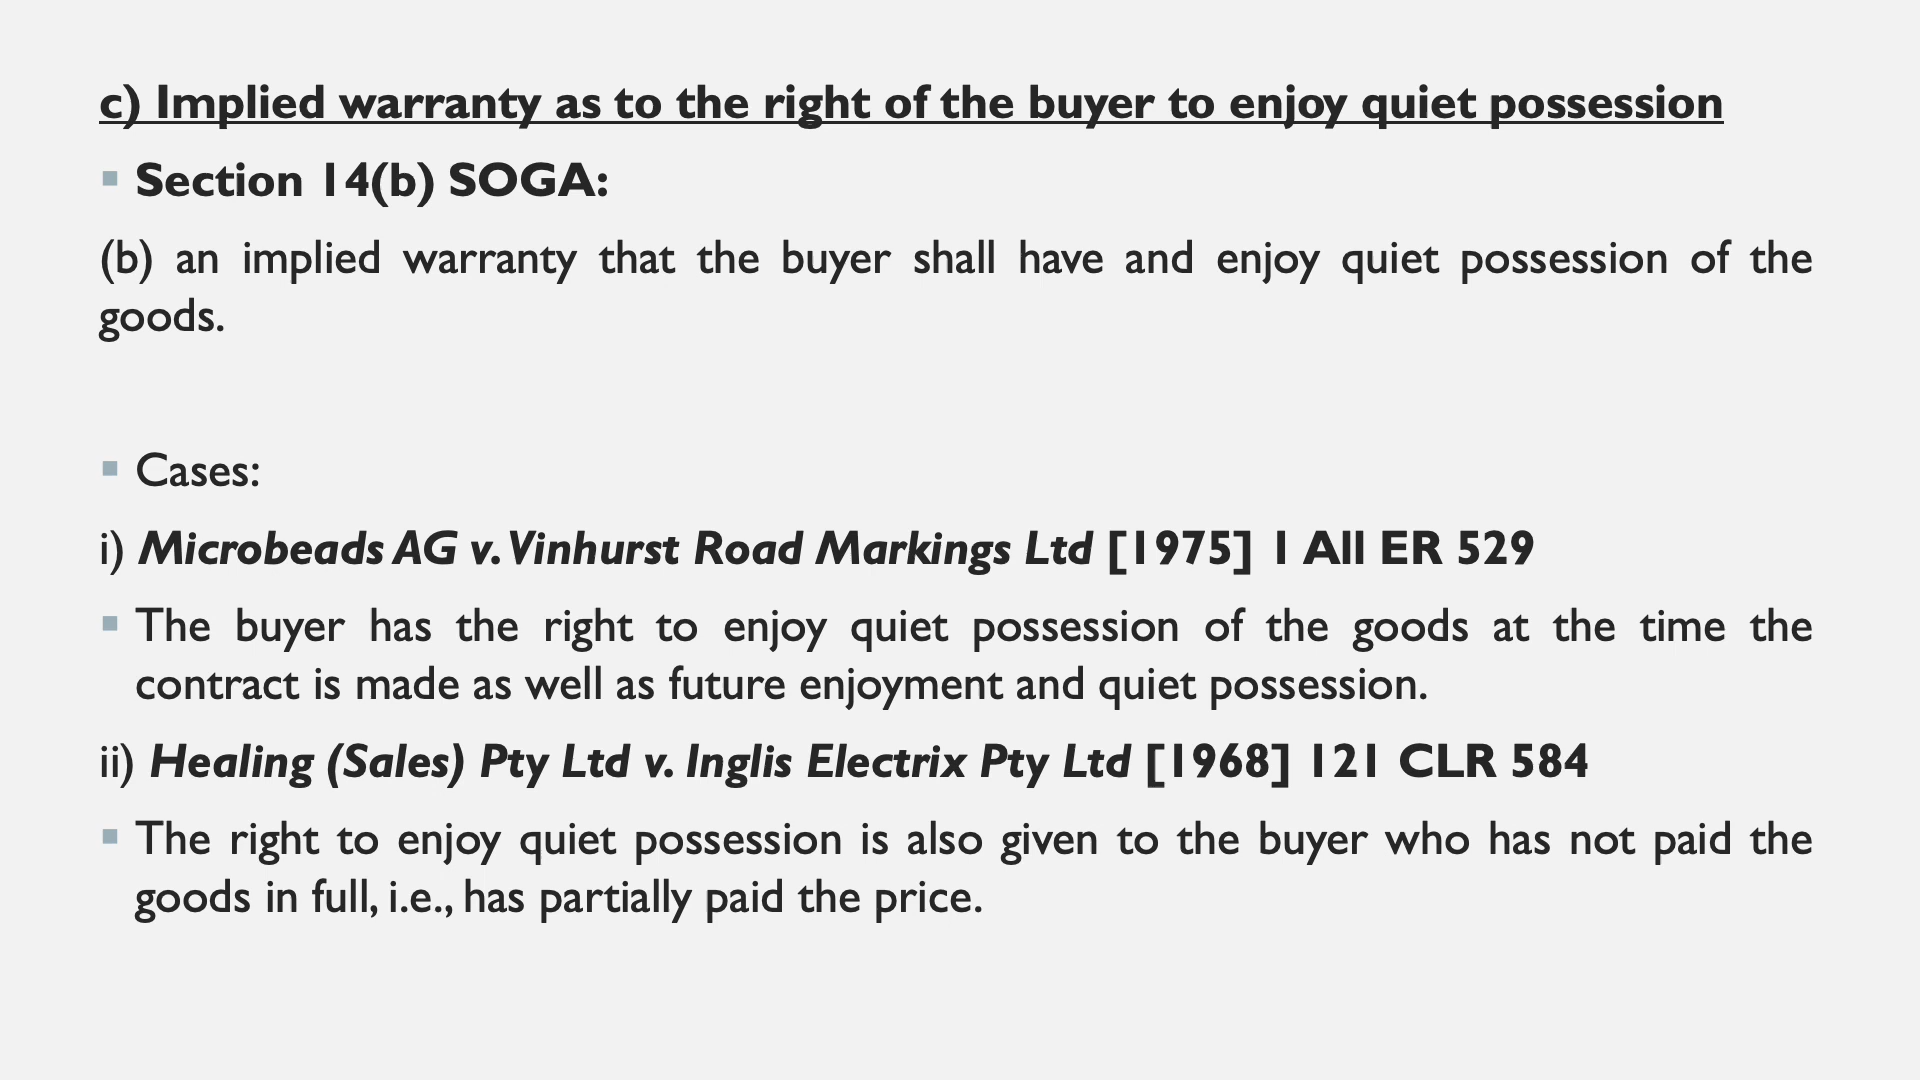 c) Implied warranty as to the right of the buyer to enjoy quiet possession
Section 14(b) SOGA:
(b) an implied warranty that the buyer shall have and enjoy quiet possession of the
goods.
Cases:
i) Microbeads AG v. Vinhurst Road Markings Ltd [1975] 1 All ER 529
The buyer has the right to enjoy quiet possession of the goods at the time the
contract is made as well as future enjoyment and quiet possession.
ii) Healing (Sales) Pty Ltd v. Inglis Electrix Pty Ltd [1968] 121 CLR 584
The right to enjoy quiet possession is also given to the buyer who has not paid the
goods in full, i.e., has partially paid the price.